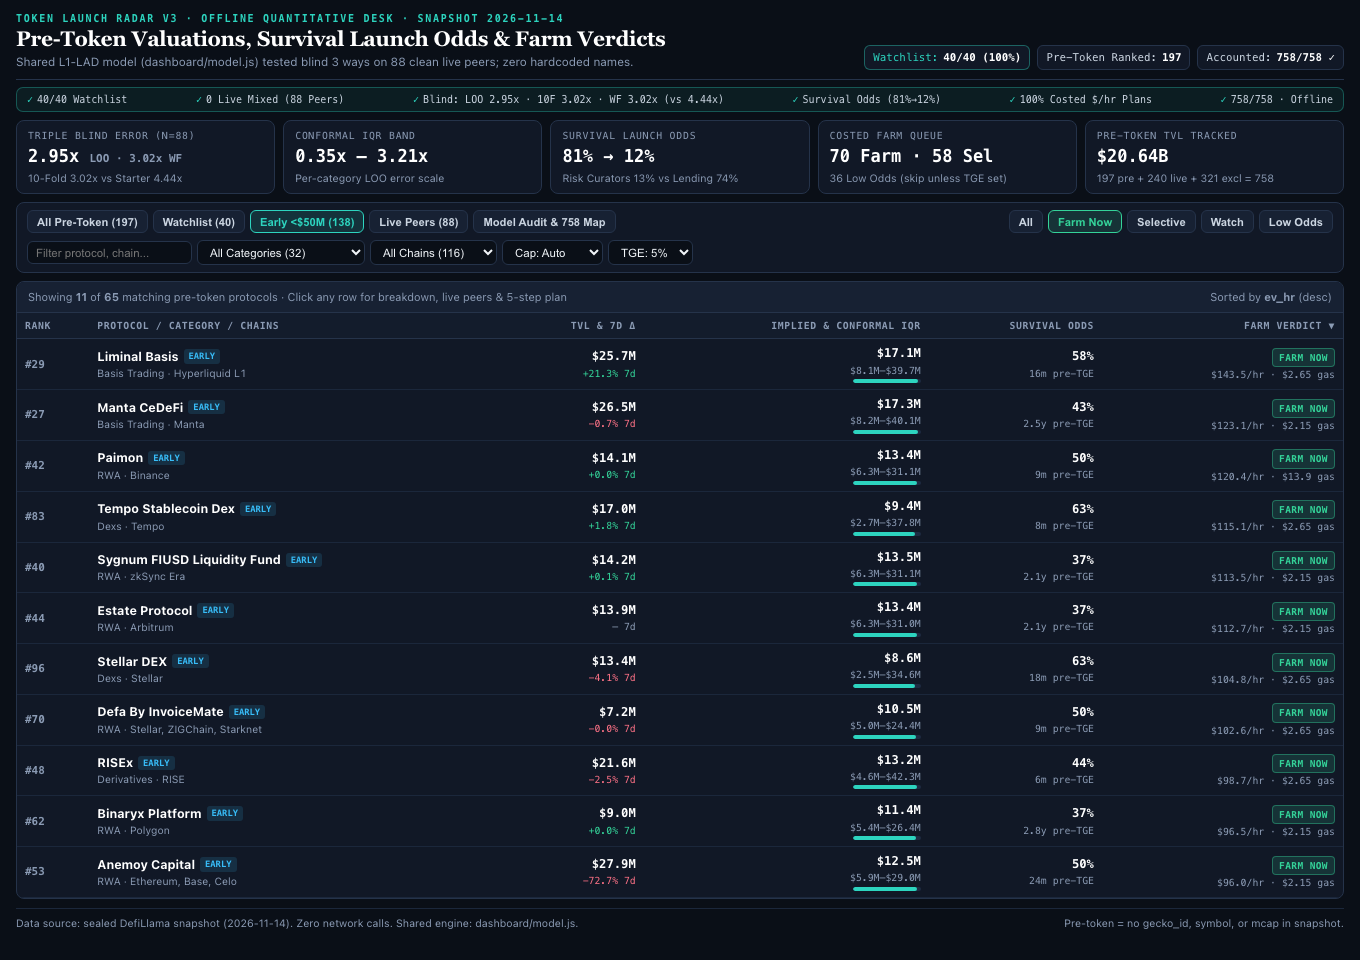 TOKEN LAUNCH RADAR V3 · OFFLINE QUANTITATIVE DESK · SNAPSHOT 2026-11-14
Pre-Token Valuations, Survival Launch Odds & Farm Verdicts
Shared L1-LAD model (dashboard/model.js) tested blind 3 ways on 88 clean live peers; zero hardcoded names.
Watchlist: 40/40 (100%) Pre-Token Ranked: 197 Accounted: 758/758 ✓
✓ 40/40 Watchlist ✓ 0 Live Mixed (88 Peers) ✓ Blind: LOO 2.95x · 10F 3.02x · WF 3.02x (vs 4.44x) ✓ Survival Odds (81%→12%) ✓ 100% Costed $/hr Plans ✓ 758/758 · Offline
TRIPLE BLIND ERROR (N=88)
2.95x LOO · 3.02x WF
10-Fold 3.02x vs Starter 4.44x
CONFORMAL IQR BAND
0.35x – 3.21x
Per-category LOO error scale
SURVIVAL LAUNCH ODDS
81% → 12%
Risk Curators 13% vs Lending 74%
COSTED FARM QUEUE
70 Farm · 58 Sel
36 Low Odds (skip unless TGE set)
PRE-TOKEN TVL TRACKED
$20.64B
197 pre + 240 live + 321 excl = 758
All Pre-Token (197) Watchlist (40) Early <$50M (138) Live Peers (88) Model Audit & 758 Map All Farm Now Selective Watch Low Odds
Filter protocol, chain... All Categories (32) All Chains (116) Cap: Auto TGE: 5%
Showing 11 of 65 matching pre-token protocols · Click any row for breakdown, live peers & 5-step plan Sorted by ev_hr (desc)
RANK PROTOCOL / CATEGORY / CHAINS TVL & 7D Δ IMPLIED & CONFORMAL IQR SURVIVAL ODDS FARM VERDICT ▼
#29 Liminal Basis EARLY $25.7M $17.1M 58% FARM NOW
Basis Trading · Hyperliquid L1 +21.3% 7d $8.1M–$39.7M 16m pre-TGE $143.5/hr · $2.65 gas
#27 Manta CeDeFi EARLY $26.5M $17.3M 43% FARM NOW
Basis Trading · Manta −0.7% 7d $8.2M–$40.1M 2.5y pre-TGE $123.1/hr · $2.15 gas
#42 Paimon EARLY $14.1M $13.4M 50% FARM NOW
RWA · Binance +0.0% 7d $6.3M–$31.1M 9m pre-TGE $120.4/hr · $13.9 gas
#83 Tempo Stablecoin Dex EARLY $17.0M $9.4M 63% FARM NOW
Dexs · Tempo +1.8% 7d $2.7M–$37.8M 8m pre-TGE $115.1/hr · $2.65 gas
#40 Sygnum FIUSD Liquidity Fund EARLY $14.2M $13.5M 37% FARM NOW
RWA · zkSync Era +0.1% 7d $6.3M–$31.1M 2.1y pre-TGE $113.5/hr · $2.15 gas
#44 Estate Protocol EARLY $13.9M $13.4M 37% FARM NOW
RWA · Arbitrum — 7d $6.3M–$31.0M 2.1y pre-TGE $112.7/hr · $2.15 gas
#96 Stellar DEX EARLY $13.4M $8.6M 63% FARM NOW
Dexs · Stellar −4.1% 7d $2.5M–$34.6M 18m pre-TGE $104.8/hr · $2.65 gas
#70 Defa By InvoiceMate EARLY $7.2M $10.5M 50% FARM NOW
RWA · Stellar, ZIGChain, Starknet −0.0% 7d $5.0M–$24.4M 9m pre-TGE $102.6/hr · $2.65 gas
#48 RISEx EARLY $21.6M $13.2M 44% FARM NOW
Derivatives · RISE −2.5% 7d $4.6M–$42.3M 6m pre-TGE $98.7/hr · $2.65 gas
#62 Binaryx Platform EARLY $9.0M $11.4M 37% FARM NOW
RWA · Polygon +0.0% 7d $5.4M–$26.4M 2.8y pre-TGE $96.5/hr · $2.15 gas
#53 Anemoy Capital EARLY $27.9M $12.5M 50% FARM NOW
RWA · Ethereum, Base, Celo −72.7% 7d $5.9M–$29.0M 24m pre-TGE $96.0/hr · $2.15 gas
Data source: sealed DefiLlama snapshot (2026-11-14). Zero network calls. Shared engine: dashboard/model.js. Pre-token = no gecko_id, symbol, or mcap in snapshot.